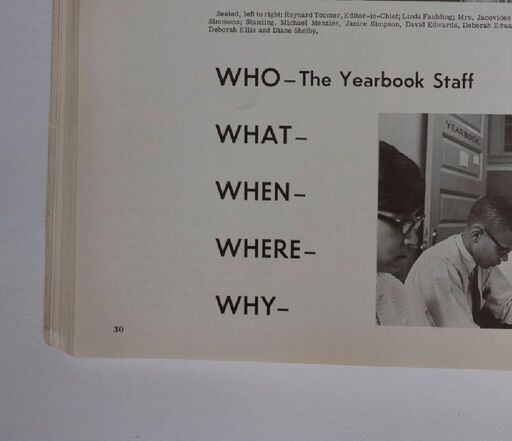 Seated, left to right: Raynard Toomer, Editor-in-Chief; Linda Faulding; Mrs. Jacovides
Simmons; Standing, Michael Menzies, Janice Simpson, David Edwards, Deborah Edwa
Deborah Ellis and Diane Shelby.
WHO – The Yearbook Staff
WHAT –
WHEN –
WHERE –
WHY –
YEARBOOK
30